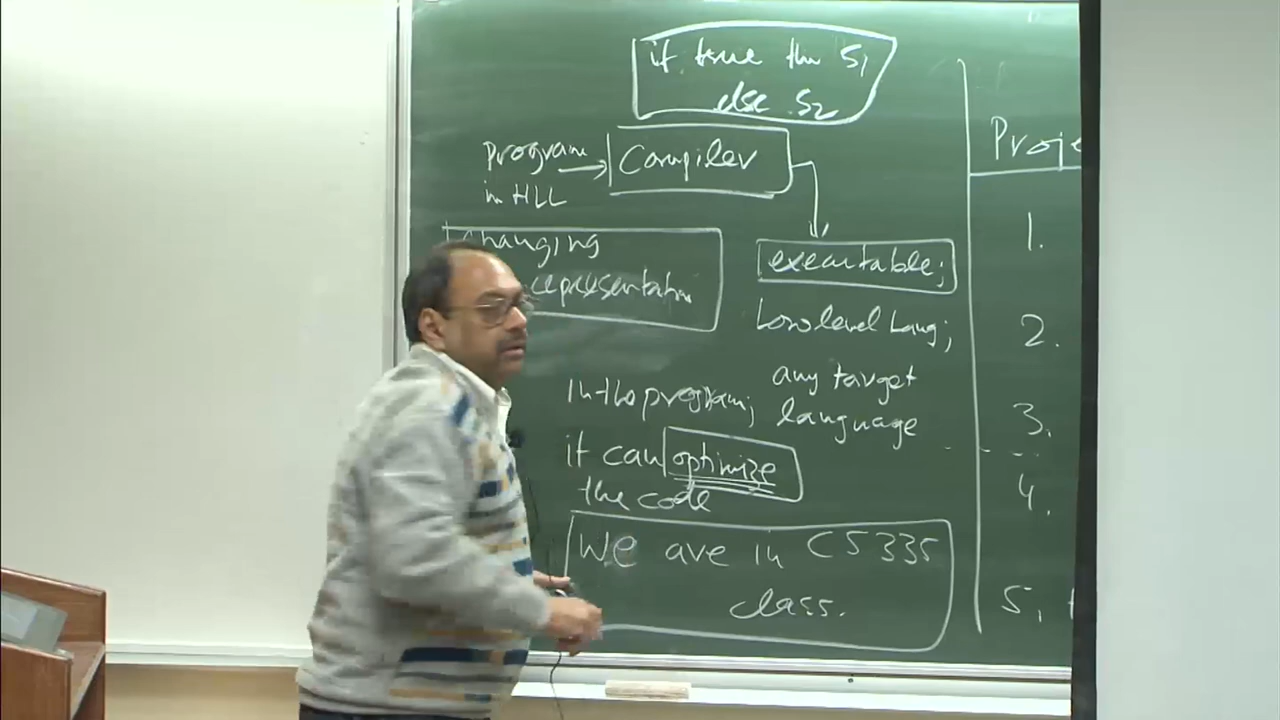 if true the S1
else S2
Program
in HLL
Compiler
Changing
representation
executable;
Low level Lang;
any target
language
In the program;
it can optimize
the code
We are in CS335
class.
Proje
1.
2.
3.
4.
5,